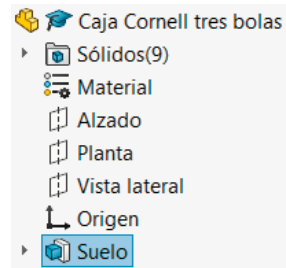 Caja Cornell tres bolas
Sólidos(9)
Material
Alzado
Planta
Vista lateral
Origen
Suelo